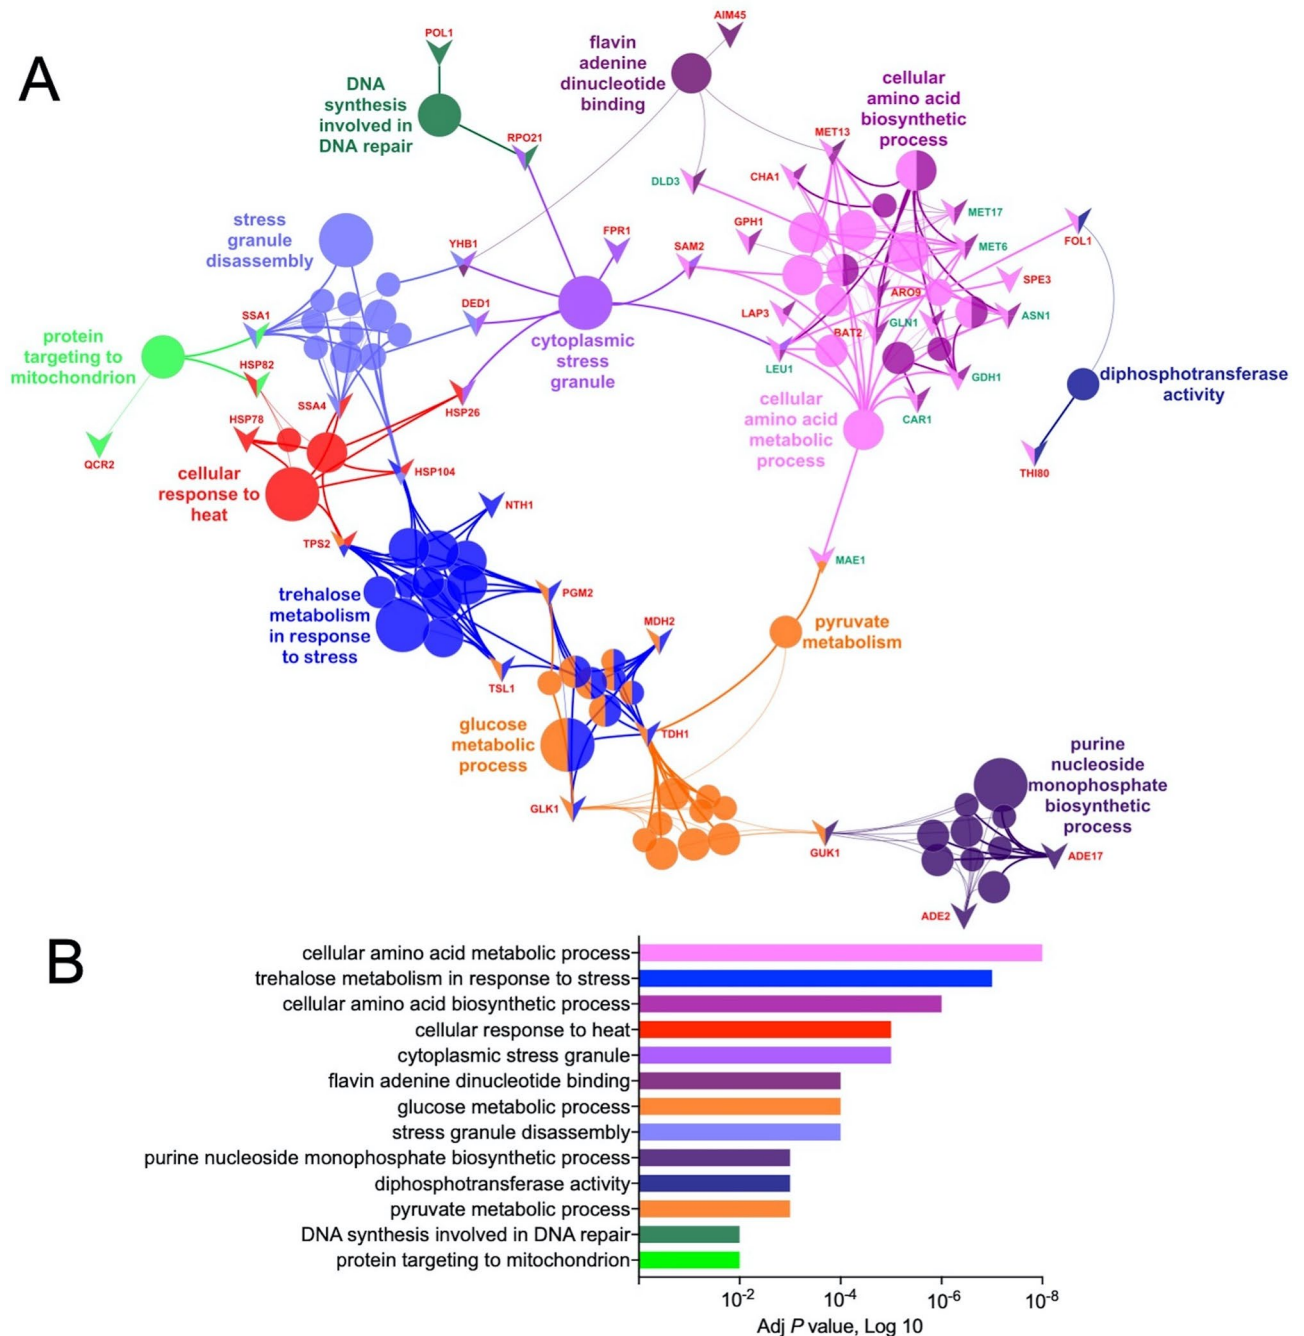 A
POL1
AIM45
flavin
adenine
dinucleotide
binding
DNA
synthesis
involved in
DNA repair
RPO21
cellular
amino acid
biosynthetic
process
MET13
DLD3
CHA1
MET17
GPH1
MET6
FOL1
stress
granule
disassembly
YHB1
FPR1
SAM2
SPE3
ARO9
SSA1
DED1
LAP3
BAT2
GLN1
ASN1
cytoplasmic
stress
granule
LEU1
GDH1
diphosphotransferase
activity
protein
targeting to
mitochondrion
HSP82
SSA4
HSP26
HSP78
CAR1
cellular
amino acid
metabolic
process
QCR2
HSP104
THI80
cellular
response to
heat
NTH1
TPS2
MAE1
trehalose
metabolism
in response
to stress
PGM2
MDH2
pyruvate
metabolism
TSL1
glucose
metabolic
process
TDH1
GLK1
purine
nucleoside
monophosphate
biosynthetic
process
GUK1
ADE17
ADE2
B
cellular amino acid metabolic process
trehalose metabolism in response to stress
cellular amino acid biosynthetic process
cellular response to heat
cytoplasmic stress granule
flavin adenine dinucleotide binding
glucose metabolic process
stress granule disassembly
purine nucleoside monophosphate biosynthetic process
diphosphotransferase activity
pyruvate metabolic process
DNA synthesis involved in DNA repair
protein targeting to mitochondrion
10-2 10-4 10-6 10-8
Adj P value, Log 10